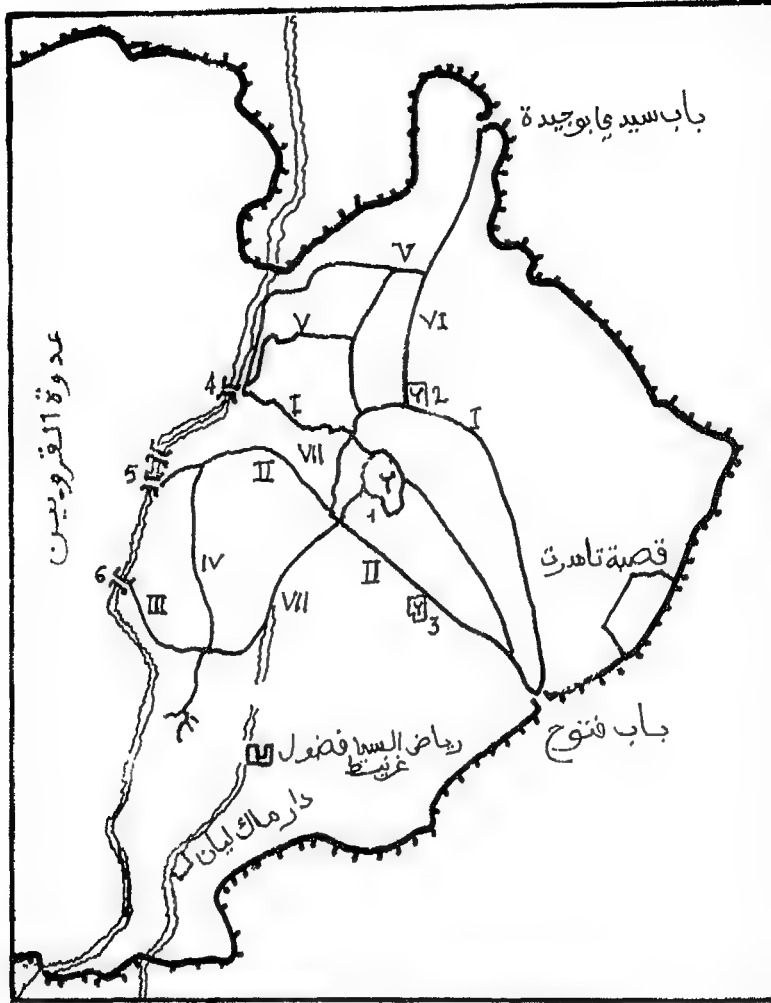 باب سيدي بوجيدة
V
V
VI
عدوة القرويين
4
2
I
I
VII
5
II
1
قصبة تامدرت
6
IV
II
III
VII
3
باب فتوح
رياض السيد فضول
غرنيط
دار ماك ليان